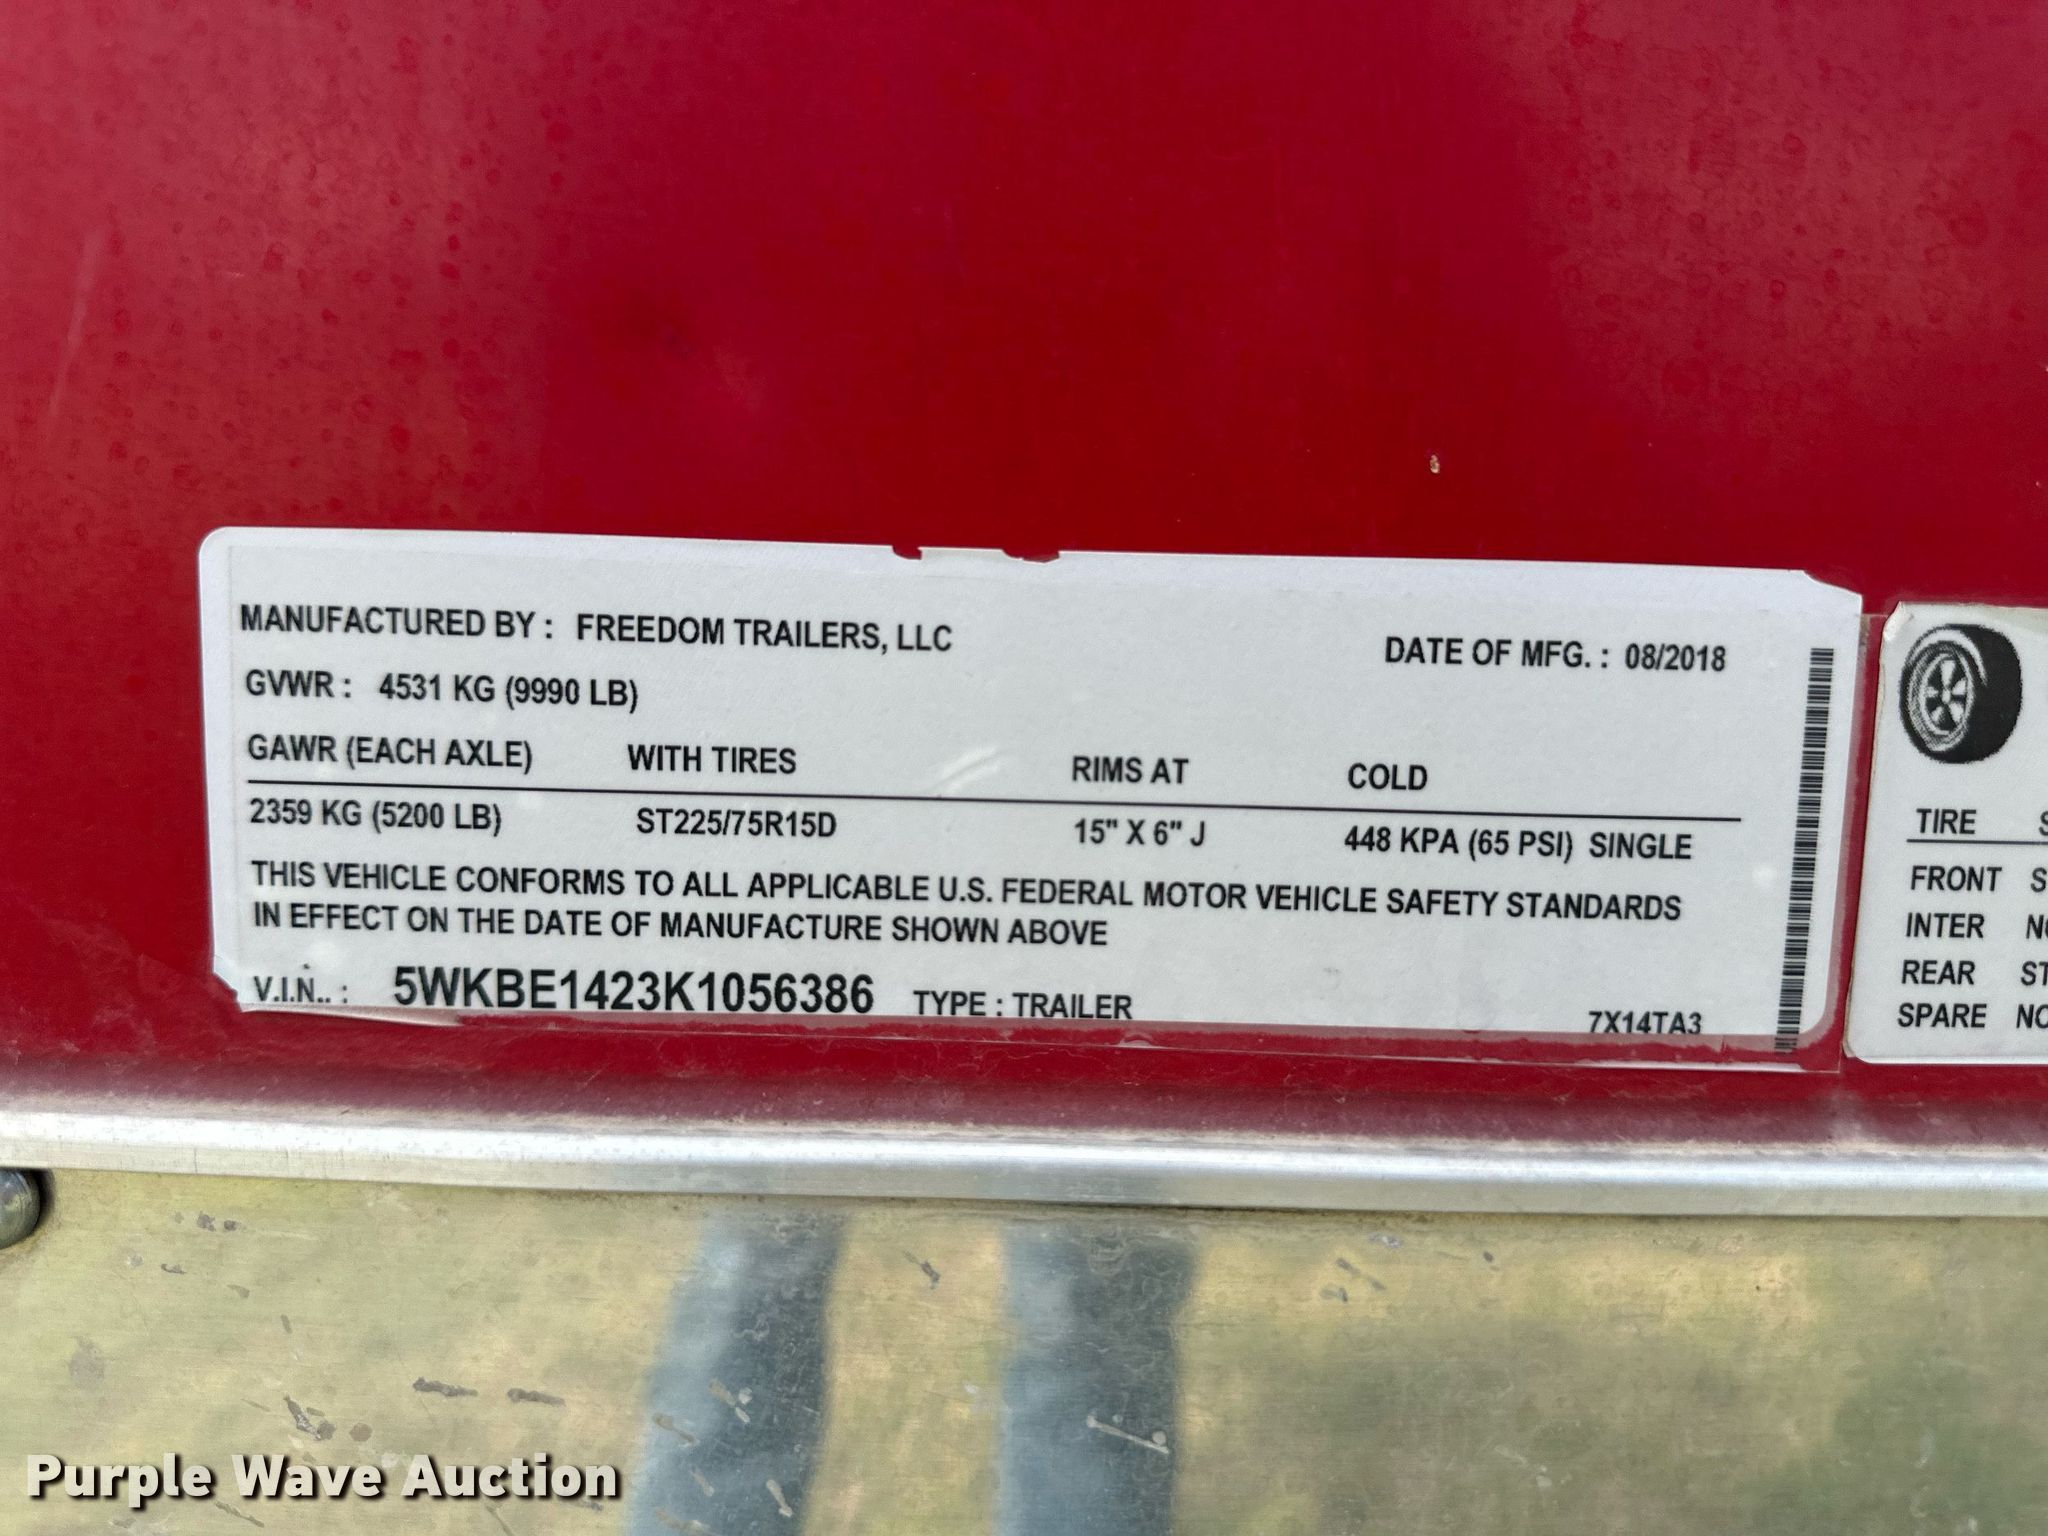 MANUFACTURED BY : FREEDOM TRAILERS, LLC DATE OF MFG. : 08/2018
GVWR : 4531 KG (9990 LB)
GAWR (EACH AXLE) WITH TIRES RIMS AT COLD
2359 KG (5200 LB) ST225/75R15D 15" X 6" J 448 KPA (65 PSI) SINGLE
THIS VEHICLE CONFORMS TO ALL APPLICABLE U.S. FEDERAL MOTOR VEHICLE SAFETY STANDARDS
IN EFFECT ON THE DATE OF MANUFACTURE SHOWN ABOVE
V.I.N.. : 5WKBE1423K1056386 TYPE : TRAILER 7X14TA3
TIRE
FRONT
INTER
REAR
SPARE
Purple Wave Auction